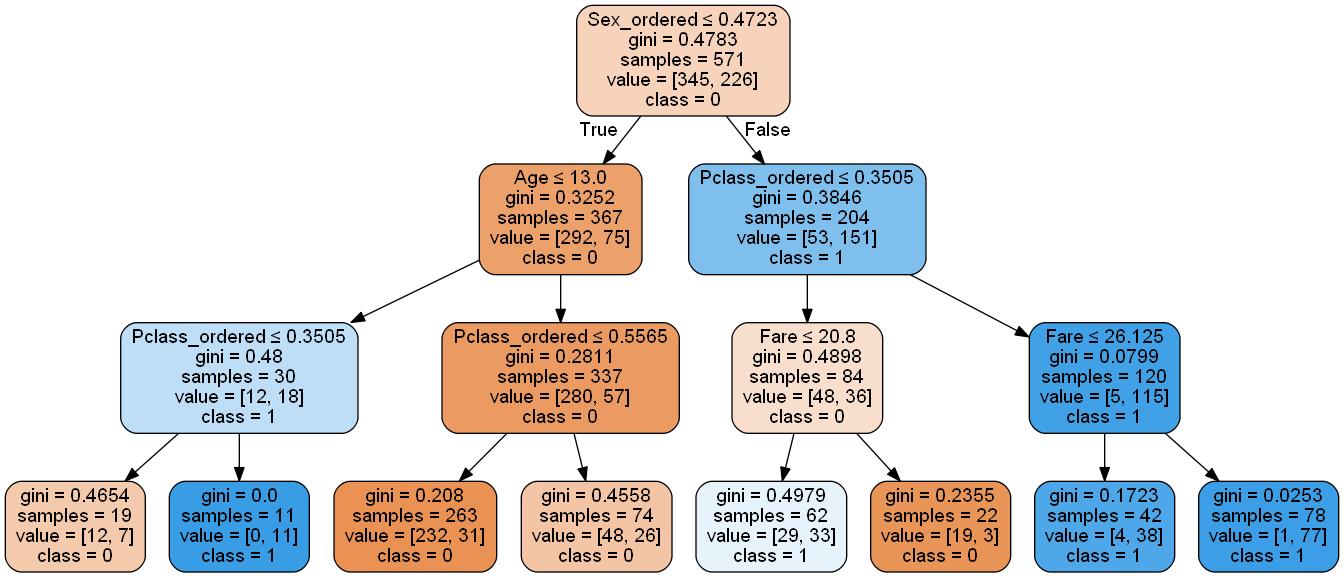 Sex_ordered ≤ 0.4723
gini = 0.4783
samples = 571
value = [345, 226]
class = 0
True
False
Age ≤ 13.0
gini = 0.3252
samples = 367
value = [292, 75]
class = 0
Pclass_ordered ≤ 0.3505
gini = 0.3846
samples = 204
value = [53, 151]
class = 1
Pclass_ordered ≤ 0.3505
gini = 0.48
samples = 30
value = [12, 18]
class = 1
Pclass_ordered ≤ 0.5565
gini = 0.2811
samples = 337
value = [280, 57]
class = 0
Fare ≤ 20.8
gini = 0.4898
samples = 84
value = [48, 36]
class = 0
Fare ≤ 26.125
gini = 0.0799
samples = 120
value = [5, 115]
class = 1
gini = 0.4654
samples = 19
value = [12, 7]
class = 0
gini = 0.0
samples = 11
value = [0, 11]
class = 1
gini = 0.208
samples = 263
value = [232, 31]
class = 0
gini = 0.4558
samples = 74
value = [48, 26]
class = 0
gini = 0.4979
samples = 62
value = [29, 33]
class = 1
gini = 0.2355
samples = 22
value = [19, 3]
class = 0
gini = 0.1723
samples = 42
value = [4, 38]
class = 1
gini = 0.0253
samples = 78
value = [1, 77]
class = 1